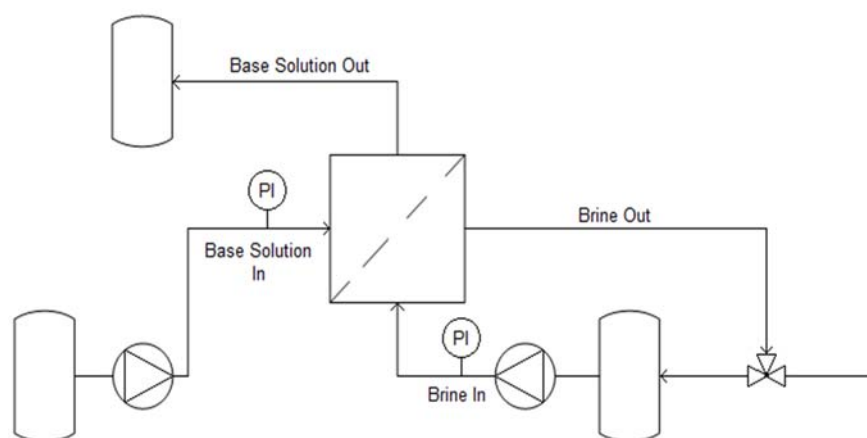 Base Solution Out
PI
Brine Out
Base Solution
In
PI
Brine In